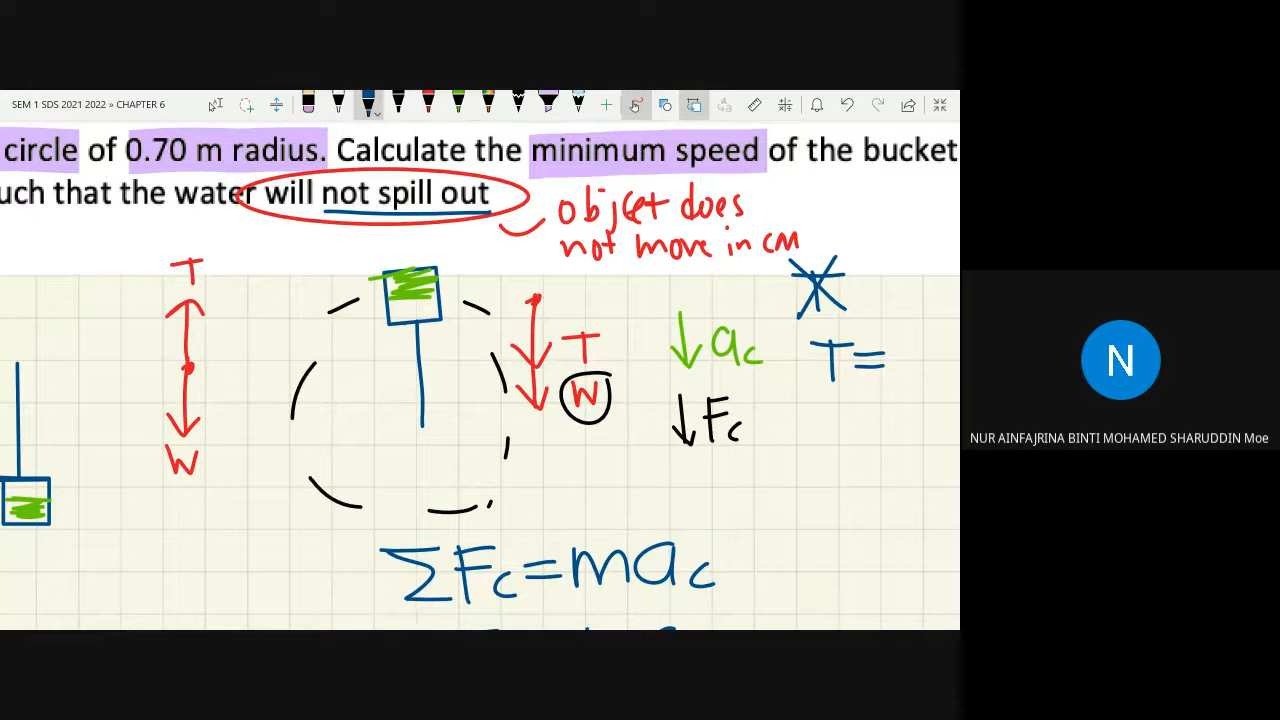 SEM 1 SDS 2021 2022 » CHAPTER 6
circle of 0.70 m radius. Calculate the minimum speed of the bucket
uch that the water will not spill out
object does
not move in CM
T
T
W
ac
T=
Fc
W
N
NUR AINFAJRINA BINTI MOHAMED SHARUDDIN Moe
ΣFc=mac